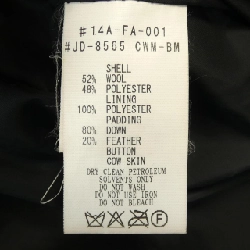 #14A-FA-001
#JD-8505 CWM-BM
SHELL
52% WOOL
48% POLYESTER
LINING
100% POLYESTER
PADDING
80% DOWN
20% FEATHER
BUTTON
COW SKIN
DRY CLEAN PETROLEUM
SOLVENTS ONLY
DO NOT WASH
DO NOT IRON
DO NOT BLEACH
F